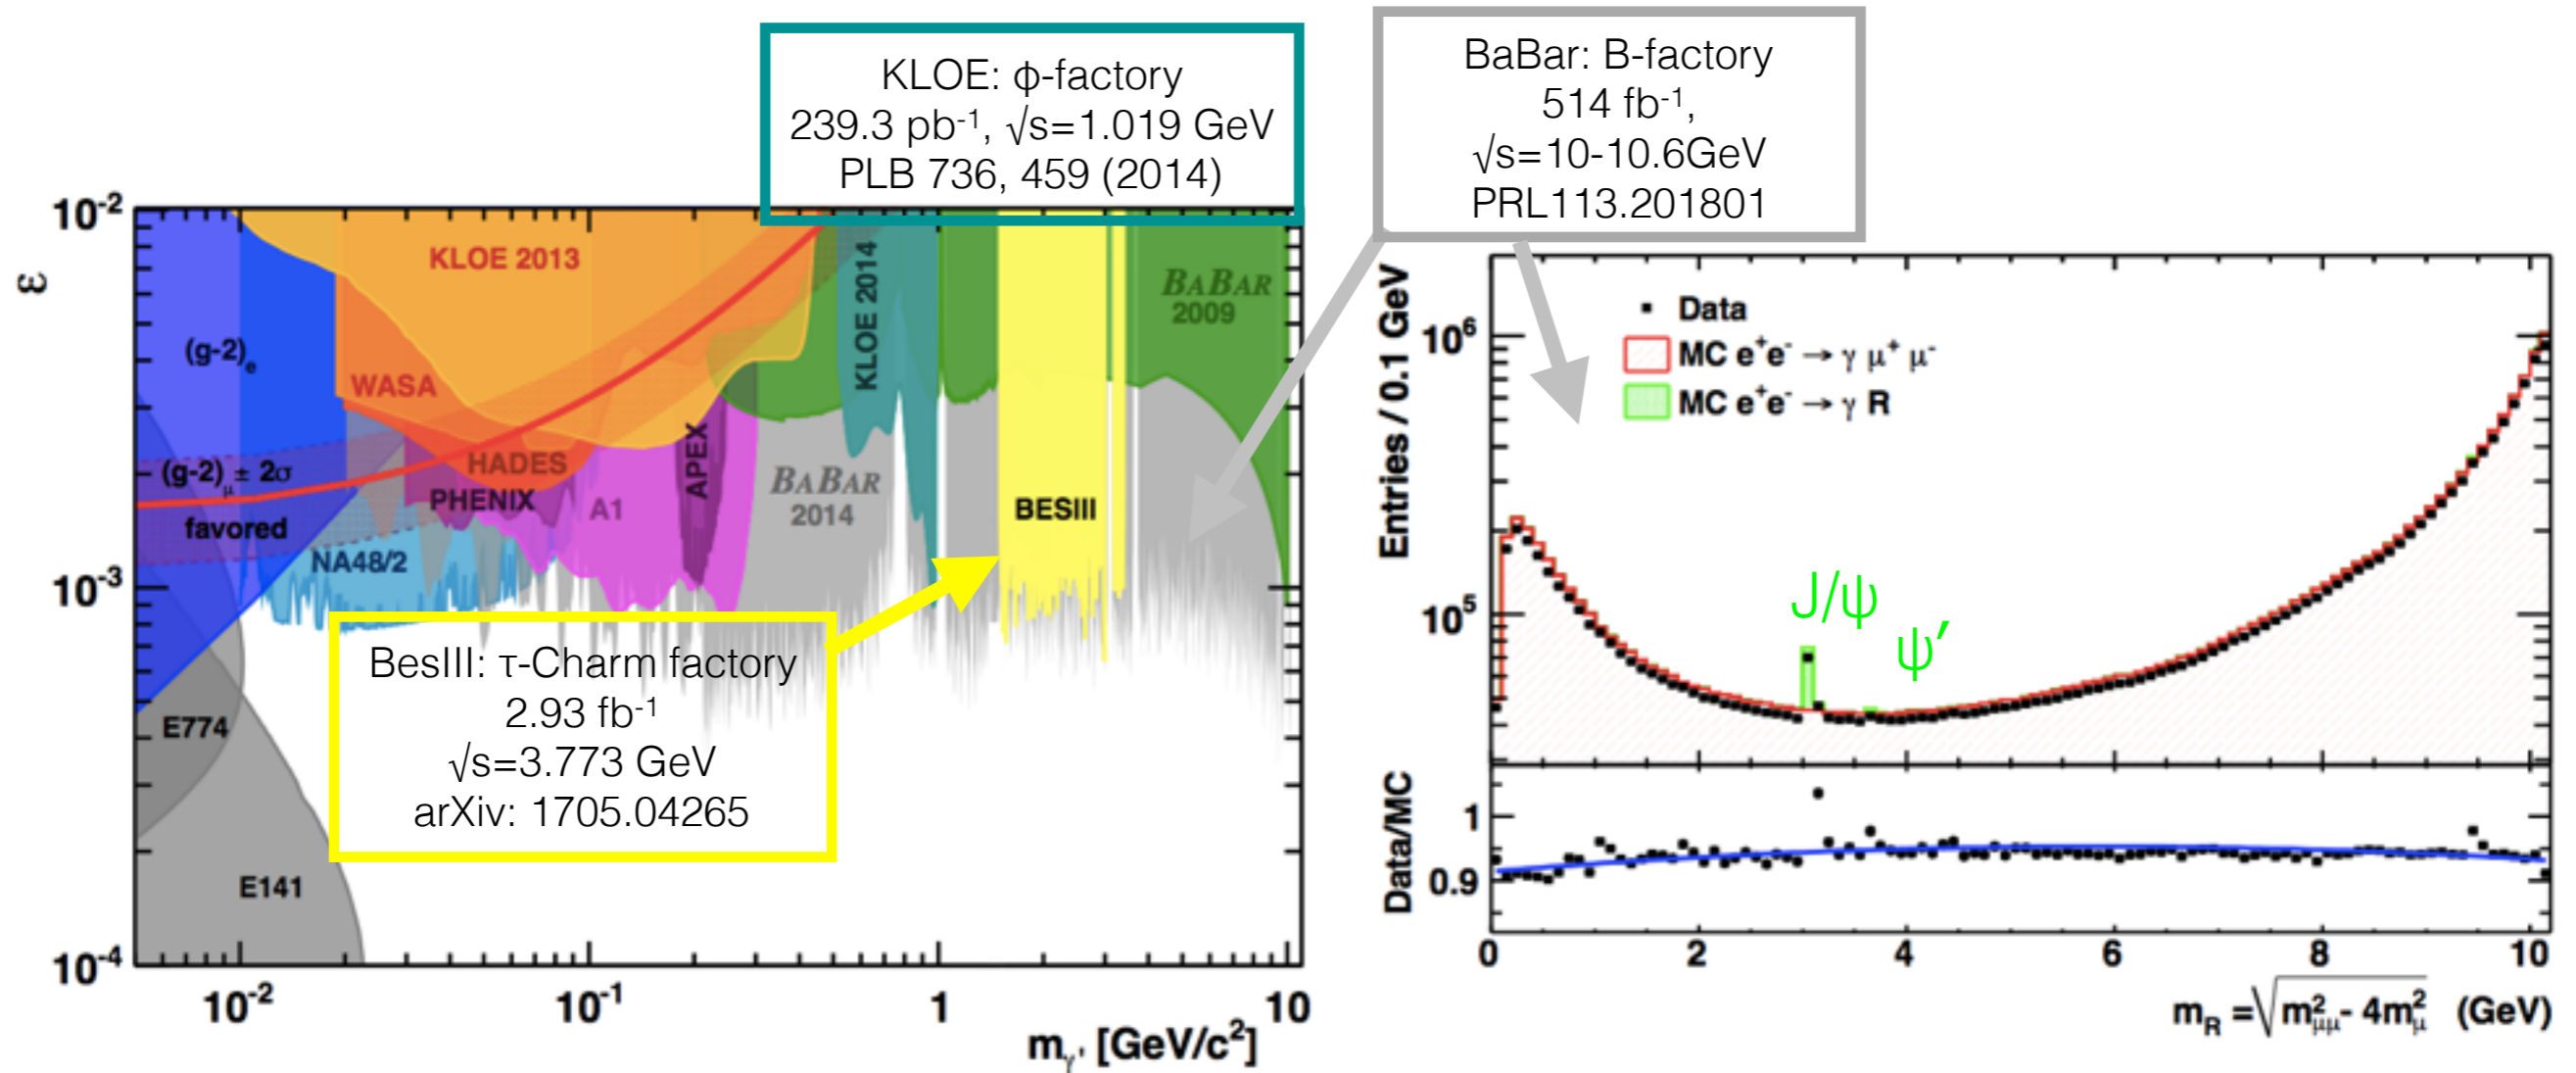 KLOE: φ-factory
239.3 pb⁻¹, √s=1.019 GeV
PLB 736, 459 (2014)
BaBar: B-factory
514 fb⁻¹,
√s=10-10.6GeV
PRL113.201801
10⁻²
10⁻³
10⁻⁴
ε
KLOE 2013
(g-2)ₑ
WASA
HADES
(g-2)μ ± 2σ
favored
PHENIX
A1
APEX
NA48/2
KLOE 2014
BABAR
2009
BABAR
2014
BESIII
E774
E141
BesIII: τ-Charm factory
2.93 fb⁻¹
√s=3.773 GeV
arXiv: 1705.04265
10⁻²
10⁻¹
1
10
mγ' [GeV/c²]
Entries / 0.1 GeV
10⁶
10⁵
Data
MC e⁺e⁻ → γ μ⁺ μ⁻
MC e⁺e⁻ → γ R
J/ψ
ψ′
Data/MC
1
0.9
0
2
4
6
8
10
m_R = √m²μμ- 4m²μ (GeV)